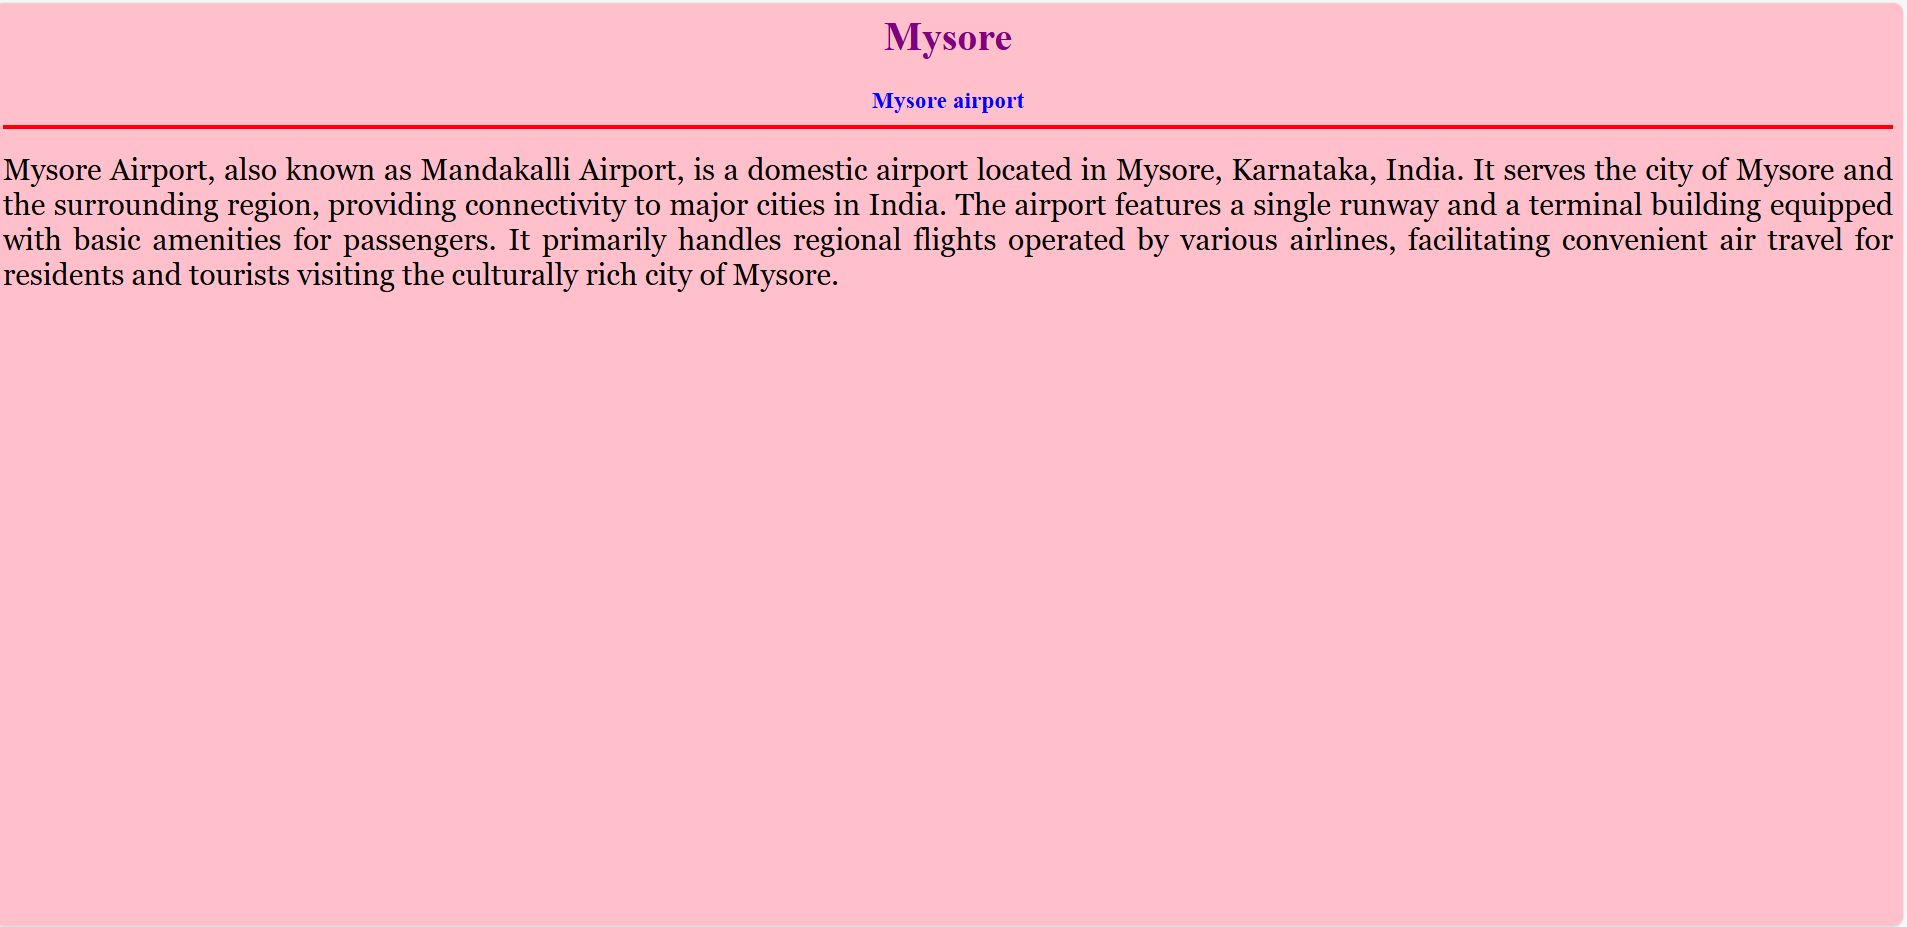 Mysore
Mysore airport
Mysore Airport, also known as Mandakalli Airport, is a domestic airport located in Mysore, Karnataka, India. It serves the city of Mysore and
the surrounding region, providing connectivity to major cities in India. The airport features a single runway and a terminal building equipped
with basic amenities for passengers. It primarily handles regional flights operated by various airlines, facilitating convenient air travel for
residents and tourists visiting the culturally rich city of Mysore.